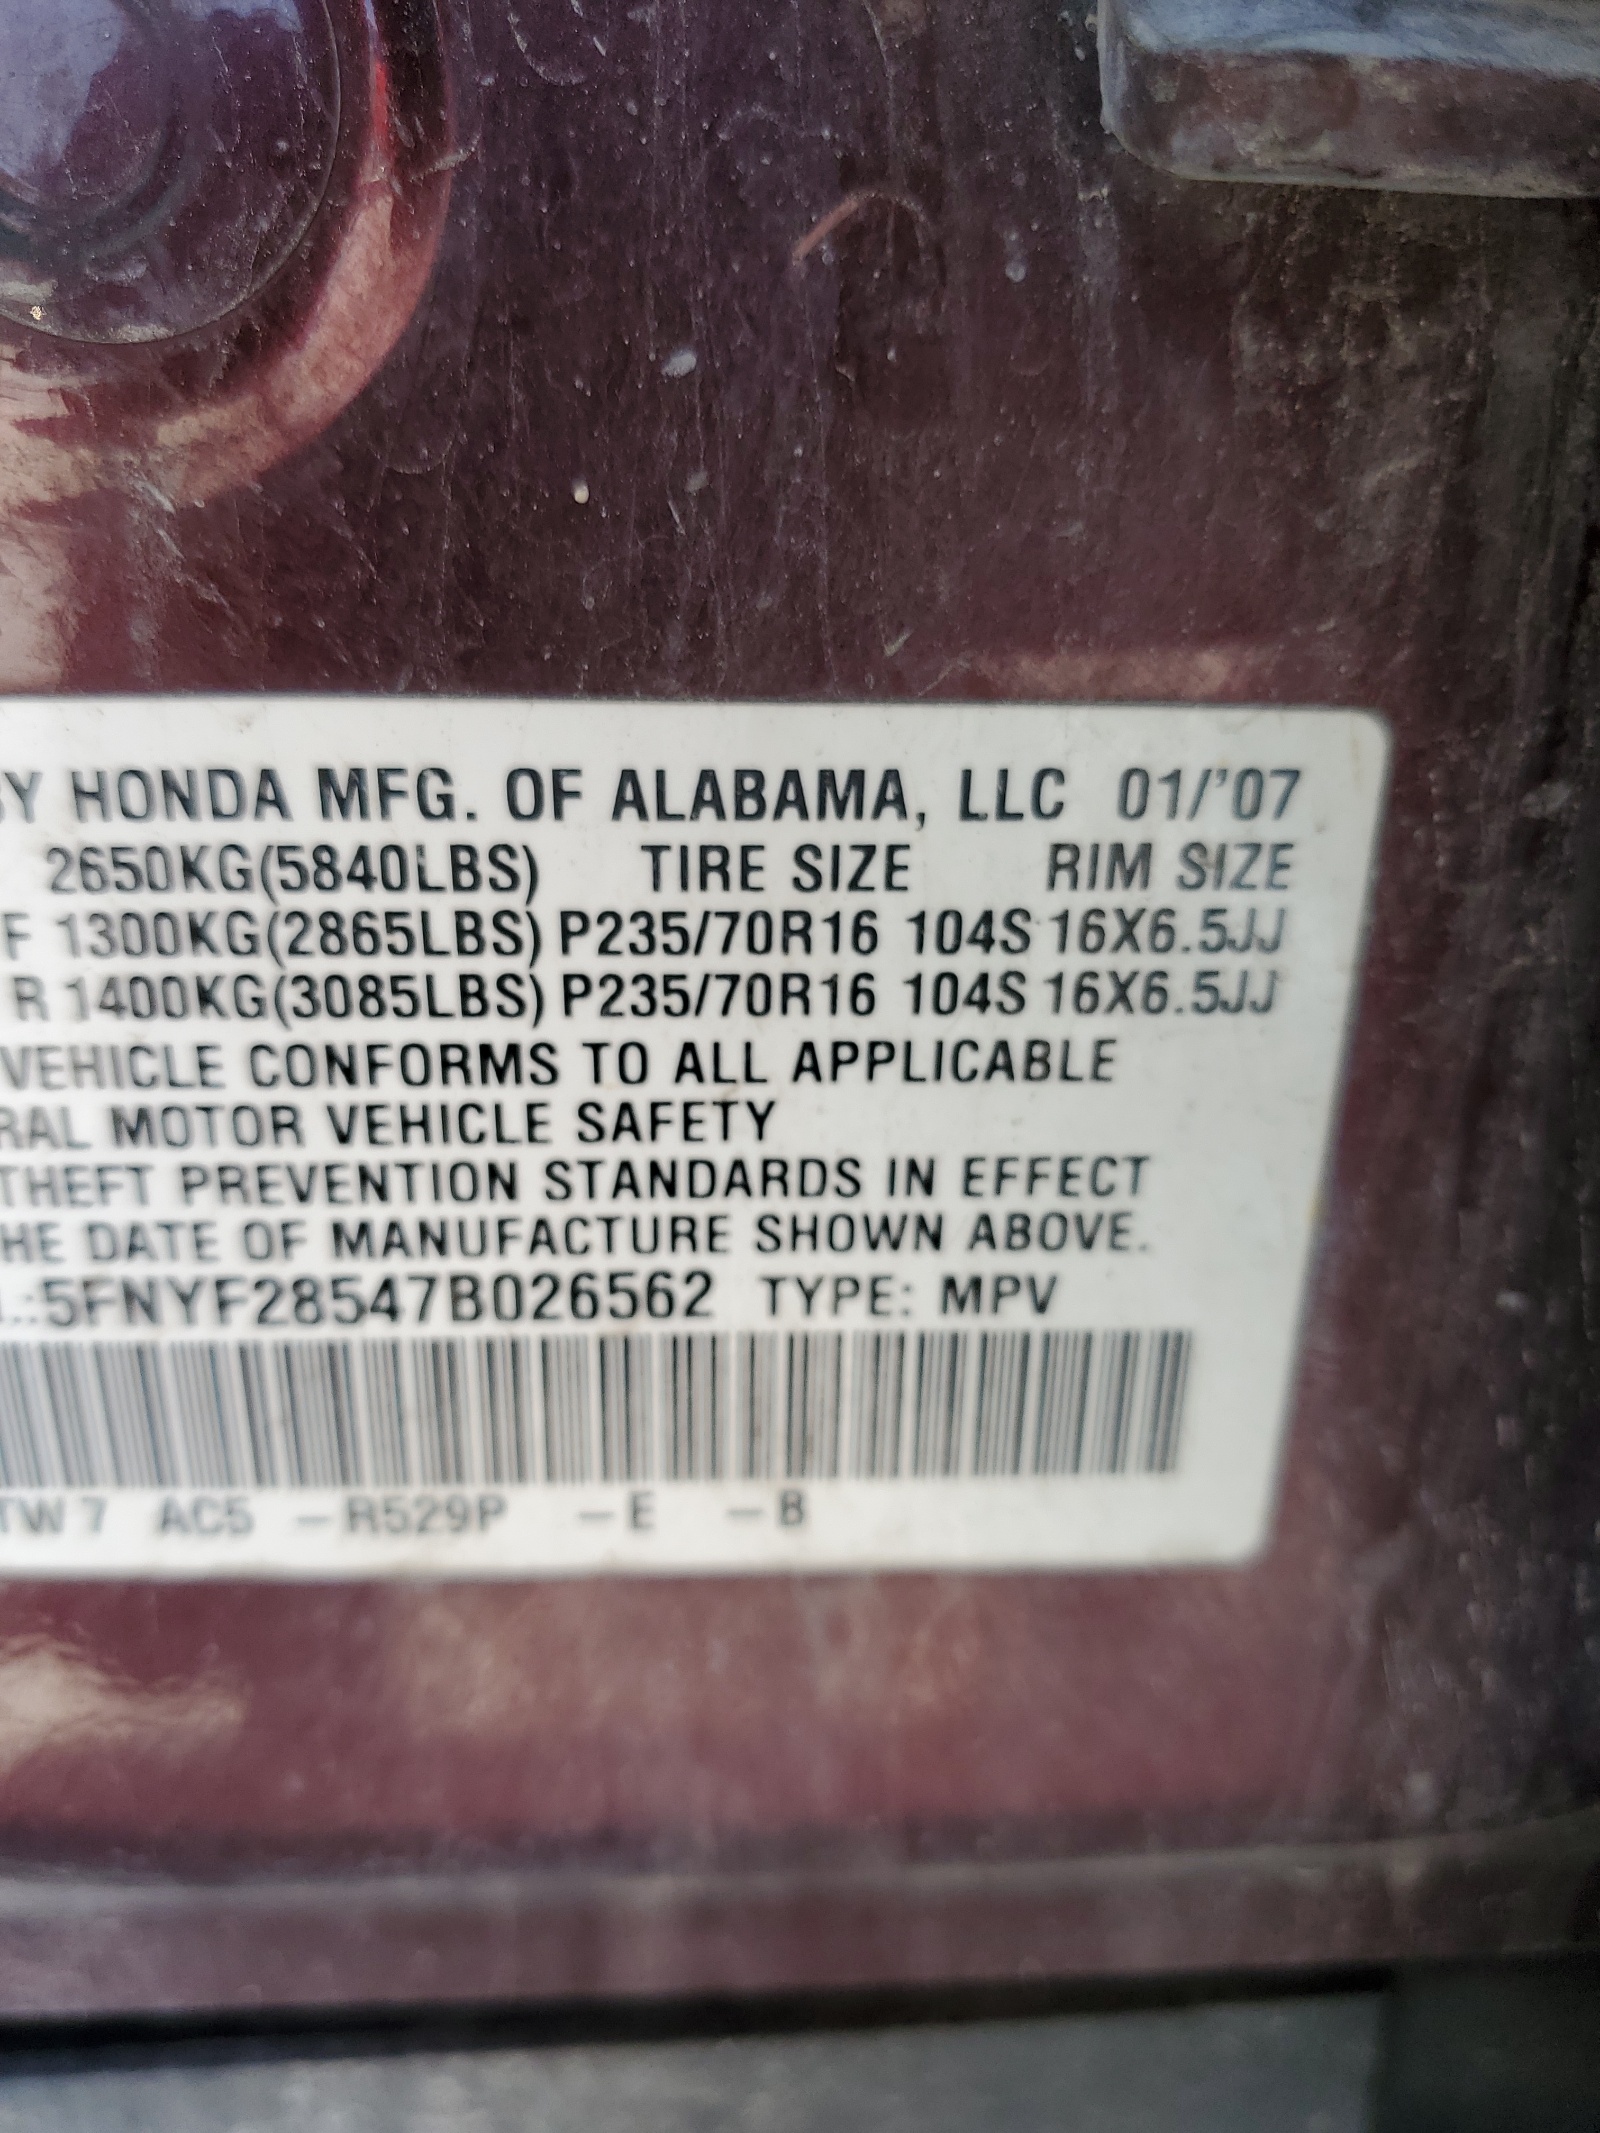 BY HONDA MFG. OF ALABAMA, LLC 01/'07
2650KG(5840LBS) TIRE SIZE RIM SIZE
F 1300KG(2865LBS) P235/70R16 104S 16X6.5JJ
R 1400KG(3085LBS) P235/70R16 104S 16X6.5JJ
VEHICLE CONFORMS TO ALL APPLICABLE
RAL MOTOR VEHICLE SAFETY
THEFT PREVENTION STANDARDS IN EFFECT
HE DATE OF MANUFACTURE SHOWN ABOVE.
.:5FNYF28547B026562 TYPE: MPV
TW7 AC5 -R529P -E -B